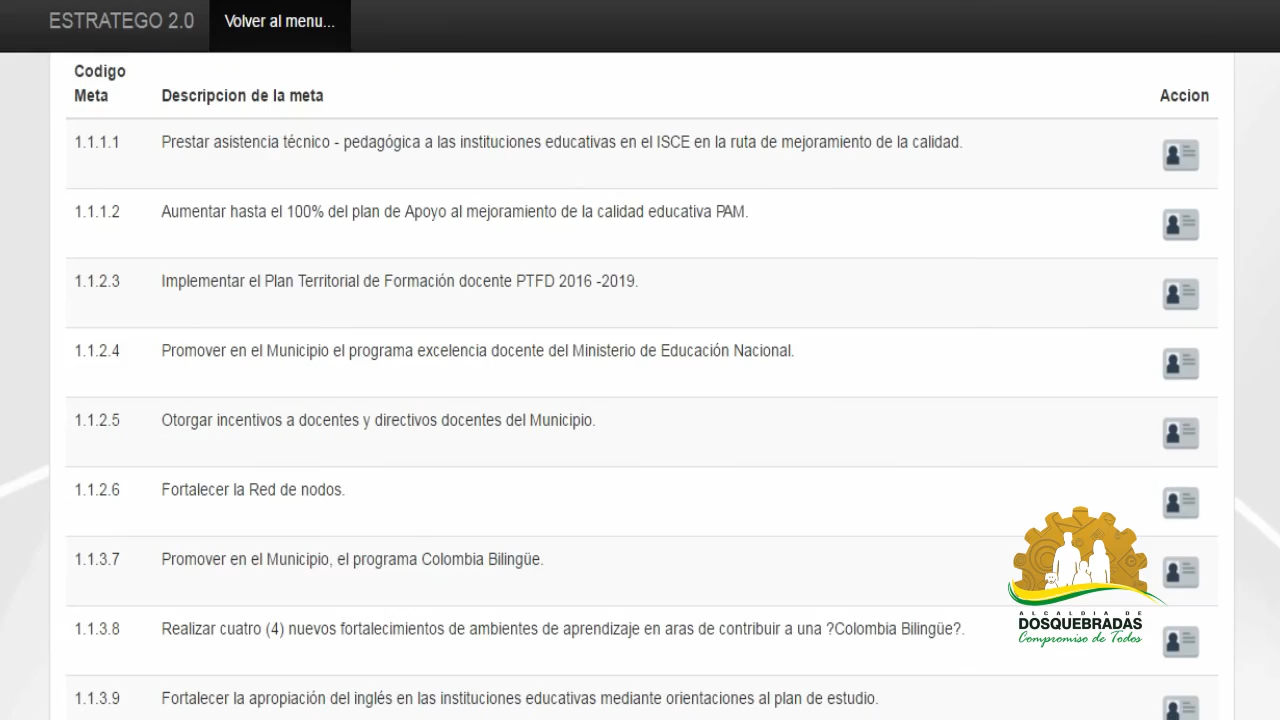 ESTRATEGO 2.0 Volver al menu...
Codigo
Meta Descripcion de la meta Accion
1.1.1.1 Prestar asistencia técnico - pedagógica a las instituciones educativas en el ISCE en la ruta de mejoramiento de la calidad.
1.1.1.2 Aumentar hasta el 100% del plan de Apoyo al mejoramiento de la calidad educativa PAM.
1.1.2.3 Implementar el Plan Territorial de Formación docente PTFD 2016 -2019.
1.1.2.4 Promover en el Municipio el programa excelencia docente del Ministerio de Educación Nacional.
1.1.2.5 Otorgar incentivos a docentes y directivos docentes del Municipio.
1.1.2.6 Fortalecer la Red de nodos.
1.1.3.7 Promover en el Municipio, el programa Colombia Bilingüe.
1.1.3.8 Realizar cuatro (4) nuevos fortalecimientos de ambientes de aprendizaje en aras de contribuir a una ?Colombia Bilingüe?.
ALCALDIA DE
DOSQUEBRADAS
Compromiso de Todos
1.1.3.9 Fortalecer la apropiación del inglés en las instituciones educativas mediante orientaciones al plan de estudio.